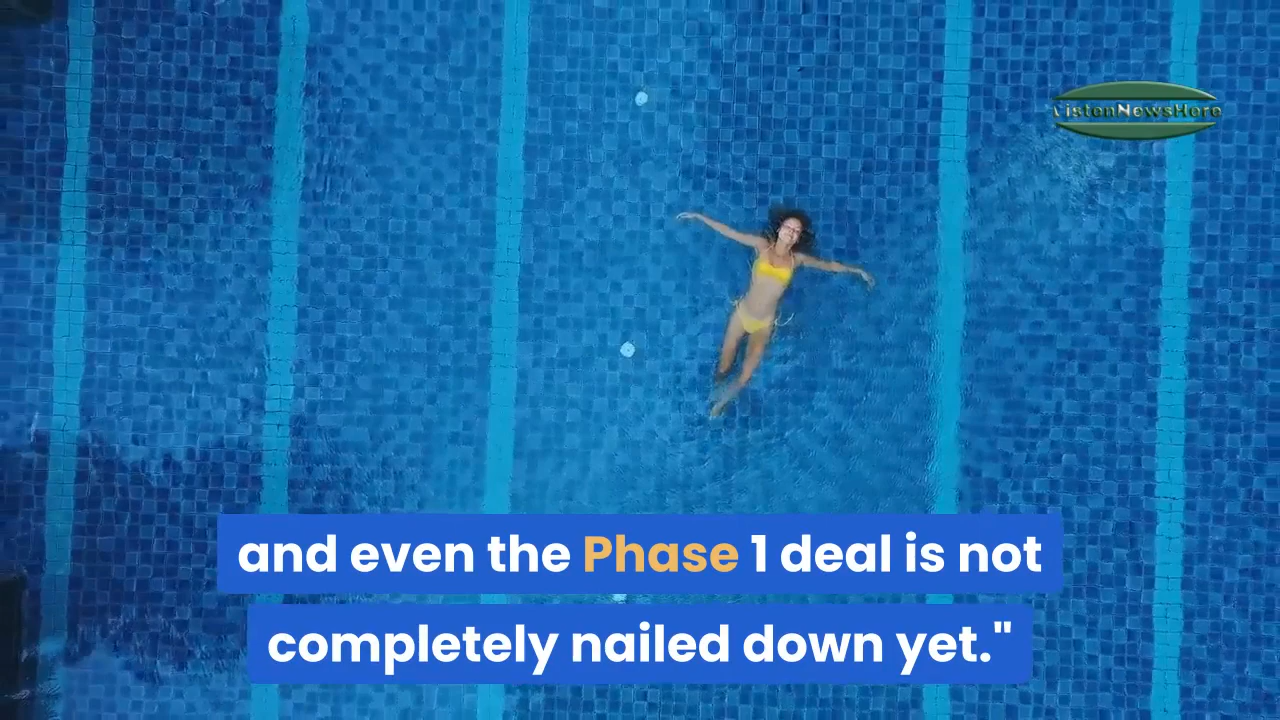 ListenNewsHere
and even the Phase 1 deal is not
completely nailed down yet."